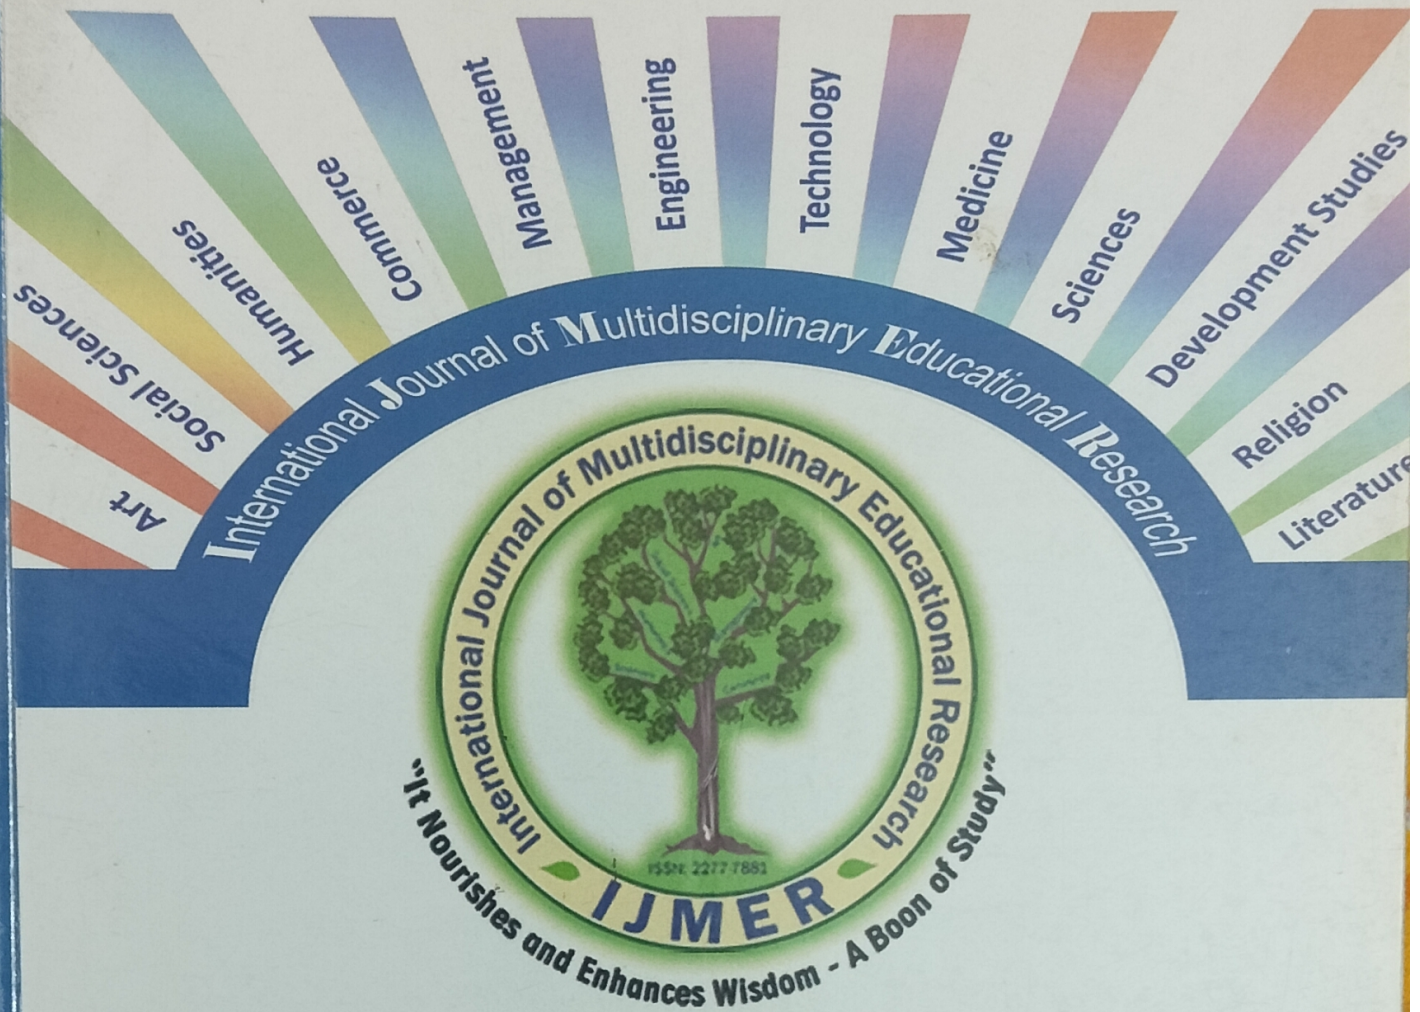 Art
Social Sciences
Humanities
Commerce
Management
Engineering
Technology
Medicine
Sciences
Development Studies
Religion
Literature
International Journal of Multidisciplinary Educational Research
International Journal of Multidisciplinary Educational Research
Commerce
ISSN: 2277-7881
IJMER
"It Nourishes and Enhances Wisdom - A Boon of Study"